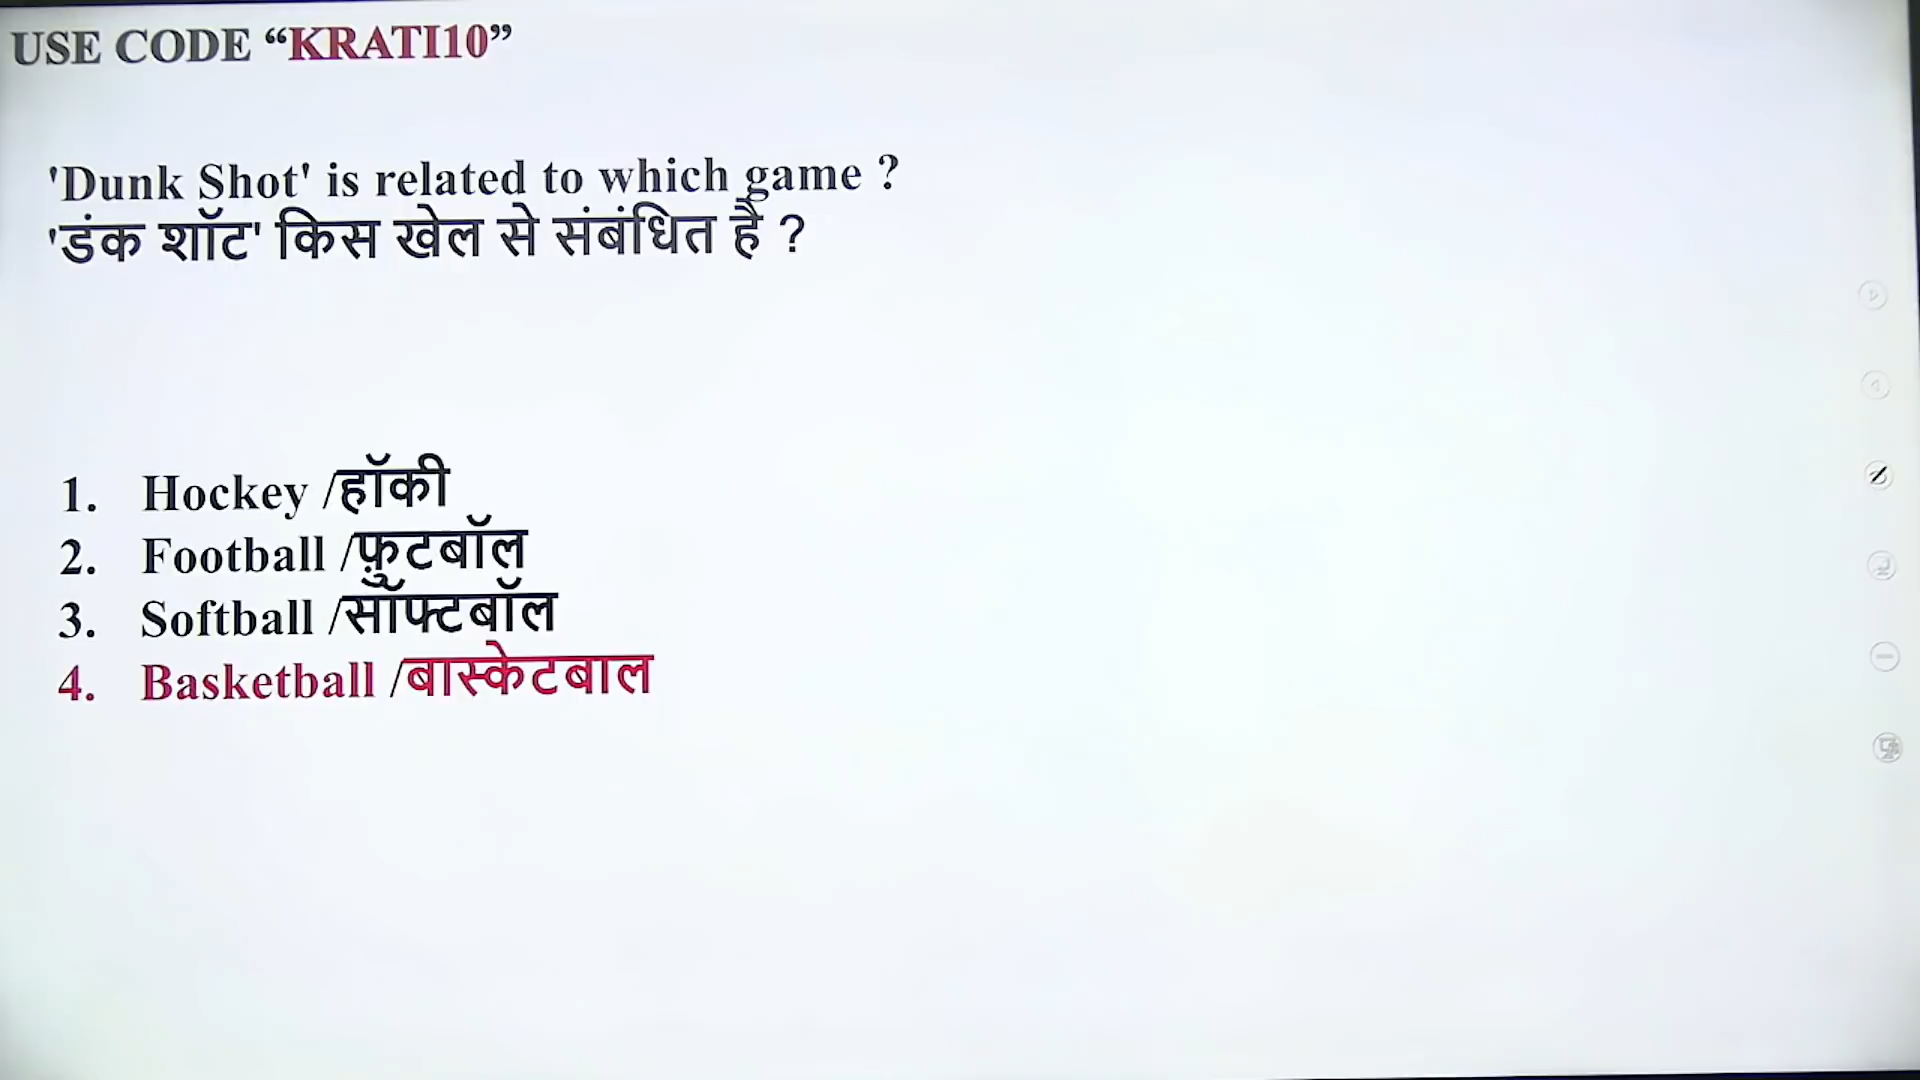 USE CODE “KRATI10”
'Dunk Shot' is related to which game ?
'डंक शॉट' किस खेल से संबंधित है ?
1. Hockey /हॉकी
2. Football /फ़ुटबॉल
3. Softball /सॉफ्टबॉल
4. Basketball /बास्केटबाल